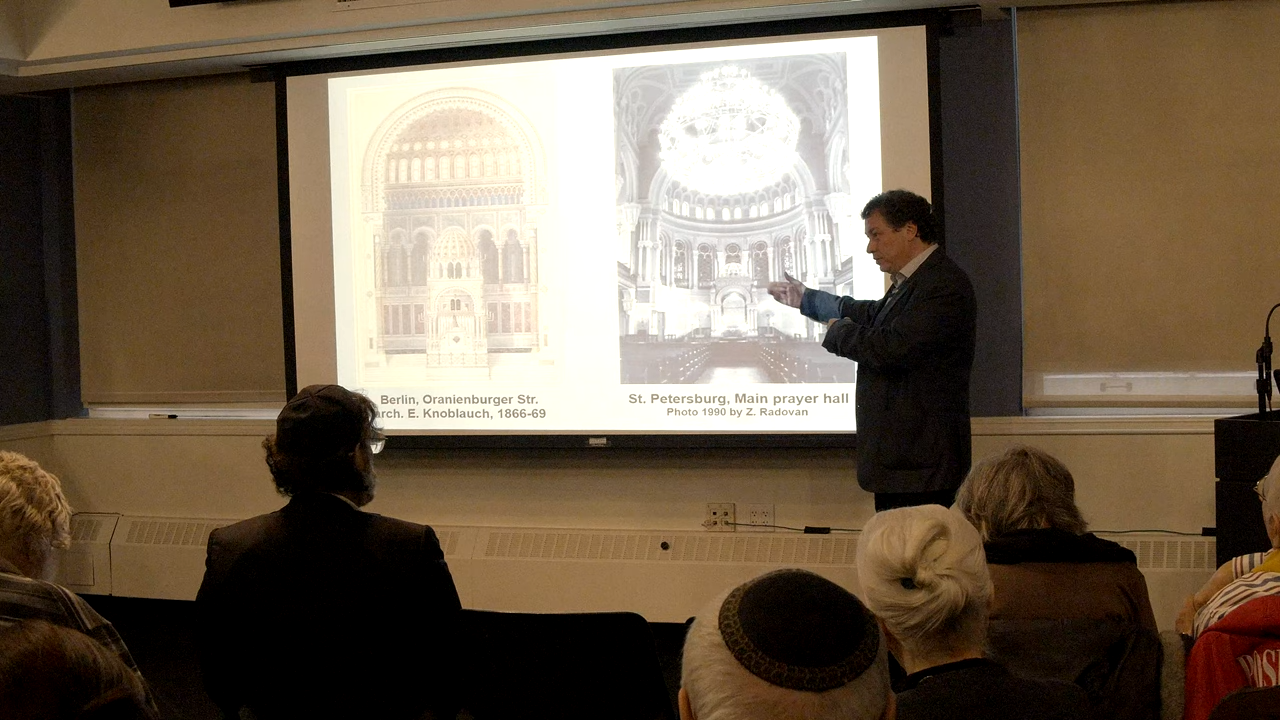 Berlin, Oranienburger Str.
arch. E. Knoblauch, 1866-69
St. Petersburg, Main prayer hall
Photo 1990 by Z. Radovan